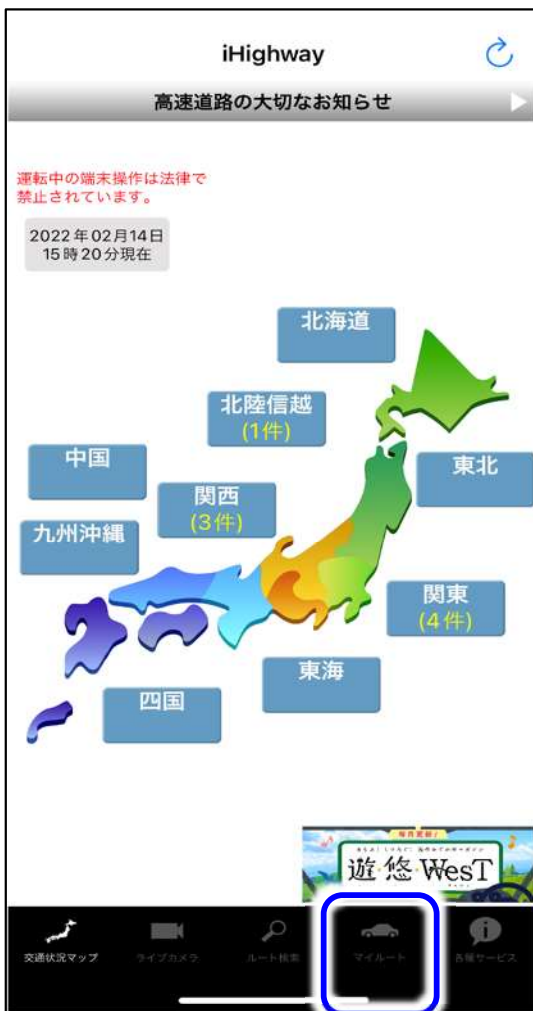 iHighway
高速道路の大切なお知らせ
運転中の端末操作は法律で
禁止されています。
2022年02月14日
15時20分現在
北海道
北陸信越
(1件)
中国
東北
関西
(3件)
九州沖縄
関東
(4件)
東海
四国
毎月更新！
遊・悠・WesT
交通状況マップ
ライブカメラ
ルート検索
マイルート
各種サービス